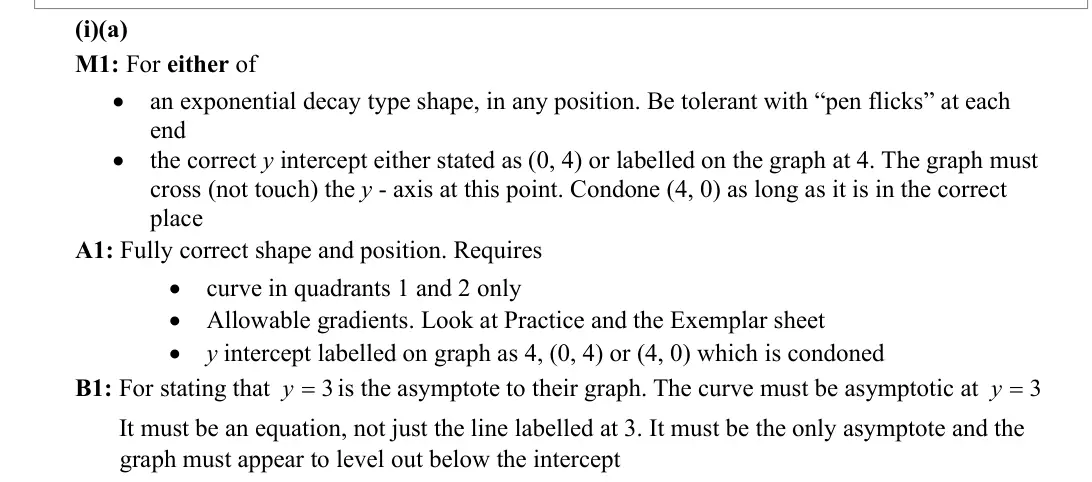 (i)(a)
M1: For either of
• an exponential decay type shape, in any position. Be tolerant with “pen flicks” at each
end
• the correct y intercept either stated as (0, 4) or labelled on the graph at 4. The graph must
cross (not touch) the y - axis at this point. Condone (4, 0) as long as it is in the correct
place
A1: Fully correct shape and position. Requires
• curve in quadrants 1 and 2 only
• Allowable gradients. Look at Practice and the Exemplar sheet
• y intercept labelled on graph as 4, (0, 4) or (4, 0) which is condoned
B1: For stating that y = 3 is the asymptote to their graph. The curve must be asymptotic at y = 3
It must be an equation, not just the line labelled at 3. It must be the only asymptote and the
graph must appear to level out below the intercept